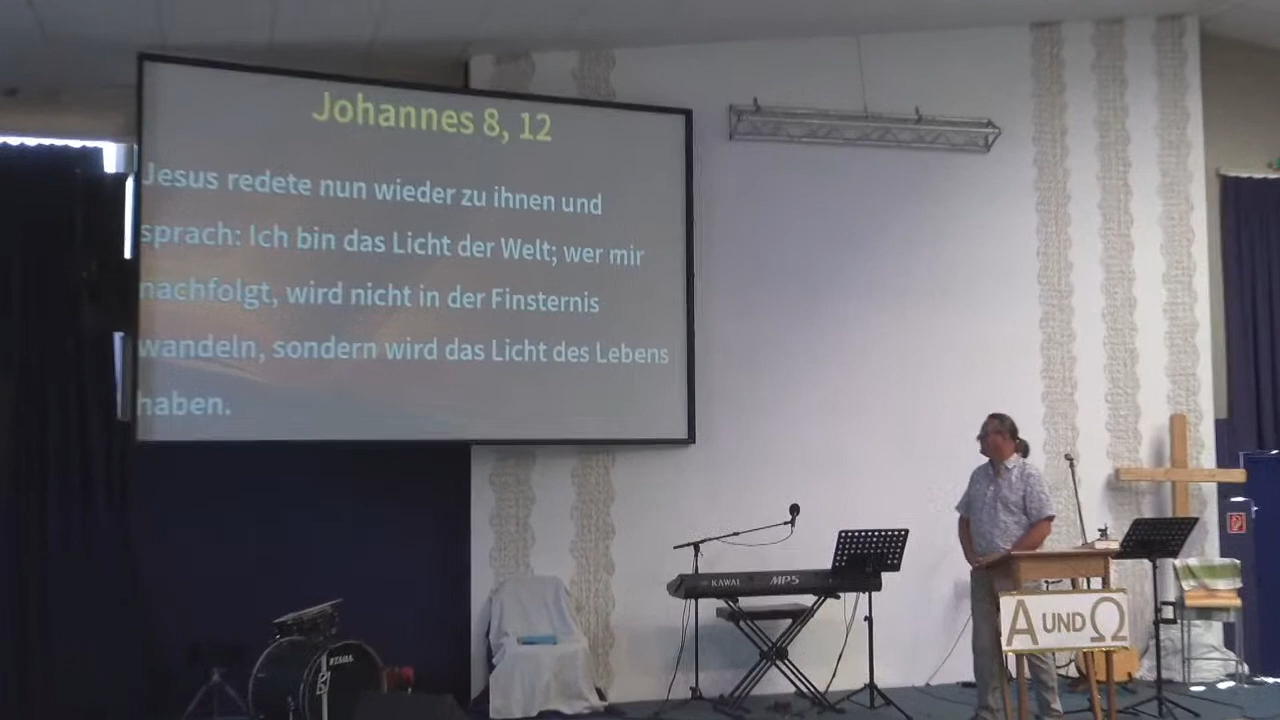 Johannes 8, 12
Jesus redete nun wieder zu ihnen und
sprach: Ich bin das Licht der Welt; wer mir
nachfolgt, wird nicht in der Finsternis
wandeln, sondern wird das Licht des Lebens
haben.
KAWAI MP5
TAMA
A UND Ω